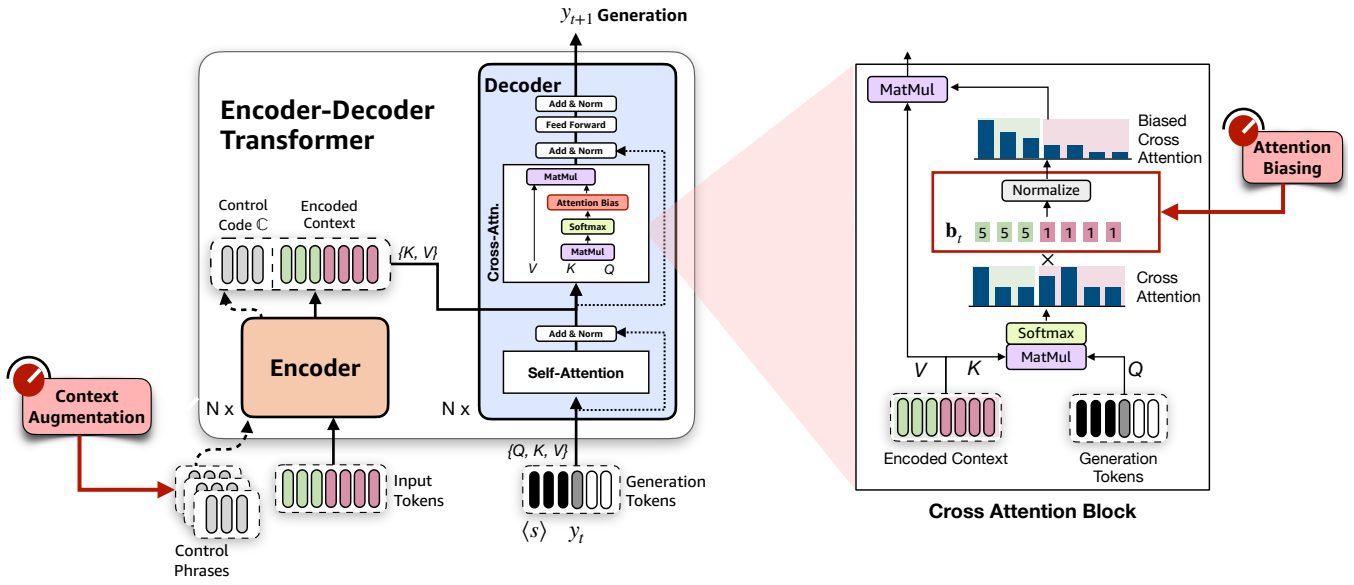 y_{t+1} Generation
Encoder-Decoder
Transformer
Decoder
Add & Norm
Feed Forward
Add & Norm
MatMul
Attention Bias
Softmax
MatMul
V K Q
Cross-Attn.
Control
Code ℂ
Encoded
Context
{K, V}
Add & Norm
Self-Attention
Encoder
N x
N x
Context
Augmentation
{Q, K, V}
Input
Tokens
Generation
Tokens
⟨s⟩ y_t
Control
Phrases
MatMul
Biased
Cross
Attention
Attention
Biasing
Normalize
b_t 5 5 5 1 1 1 1
×
Cross
Attention
Softmax
MatMul
V K Q
Encoded Context
Generation
Tokens
Cross Attention Block